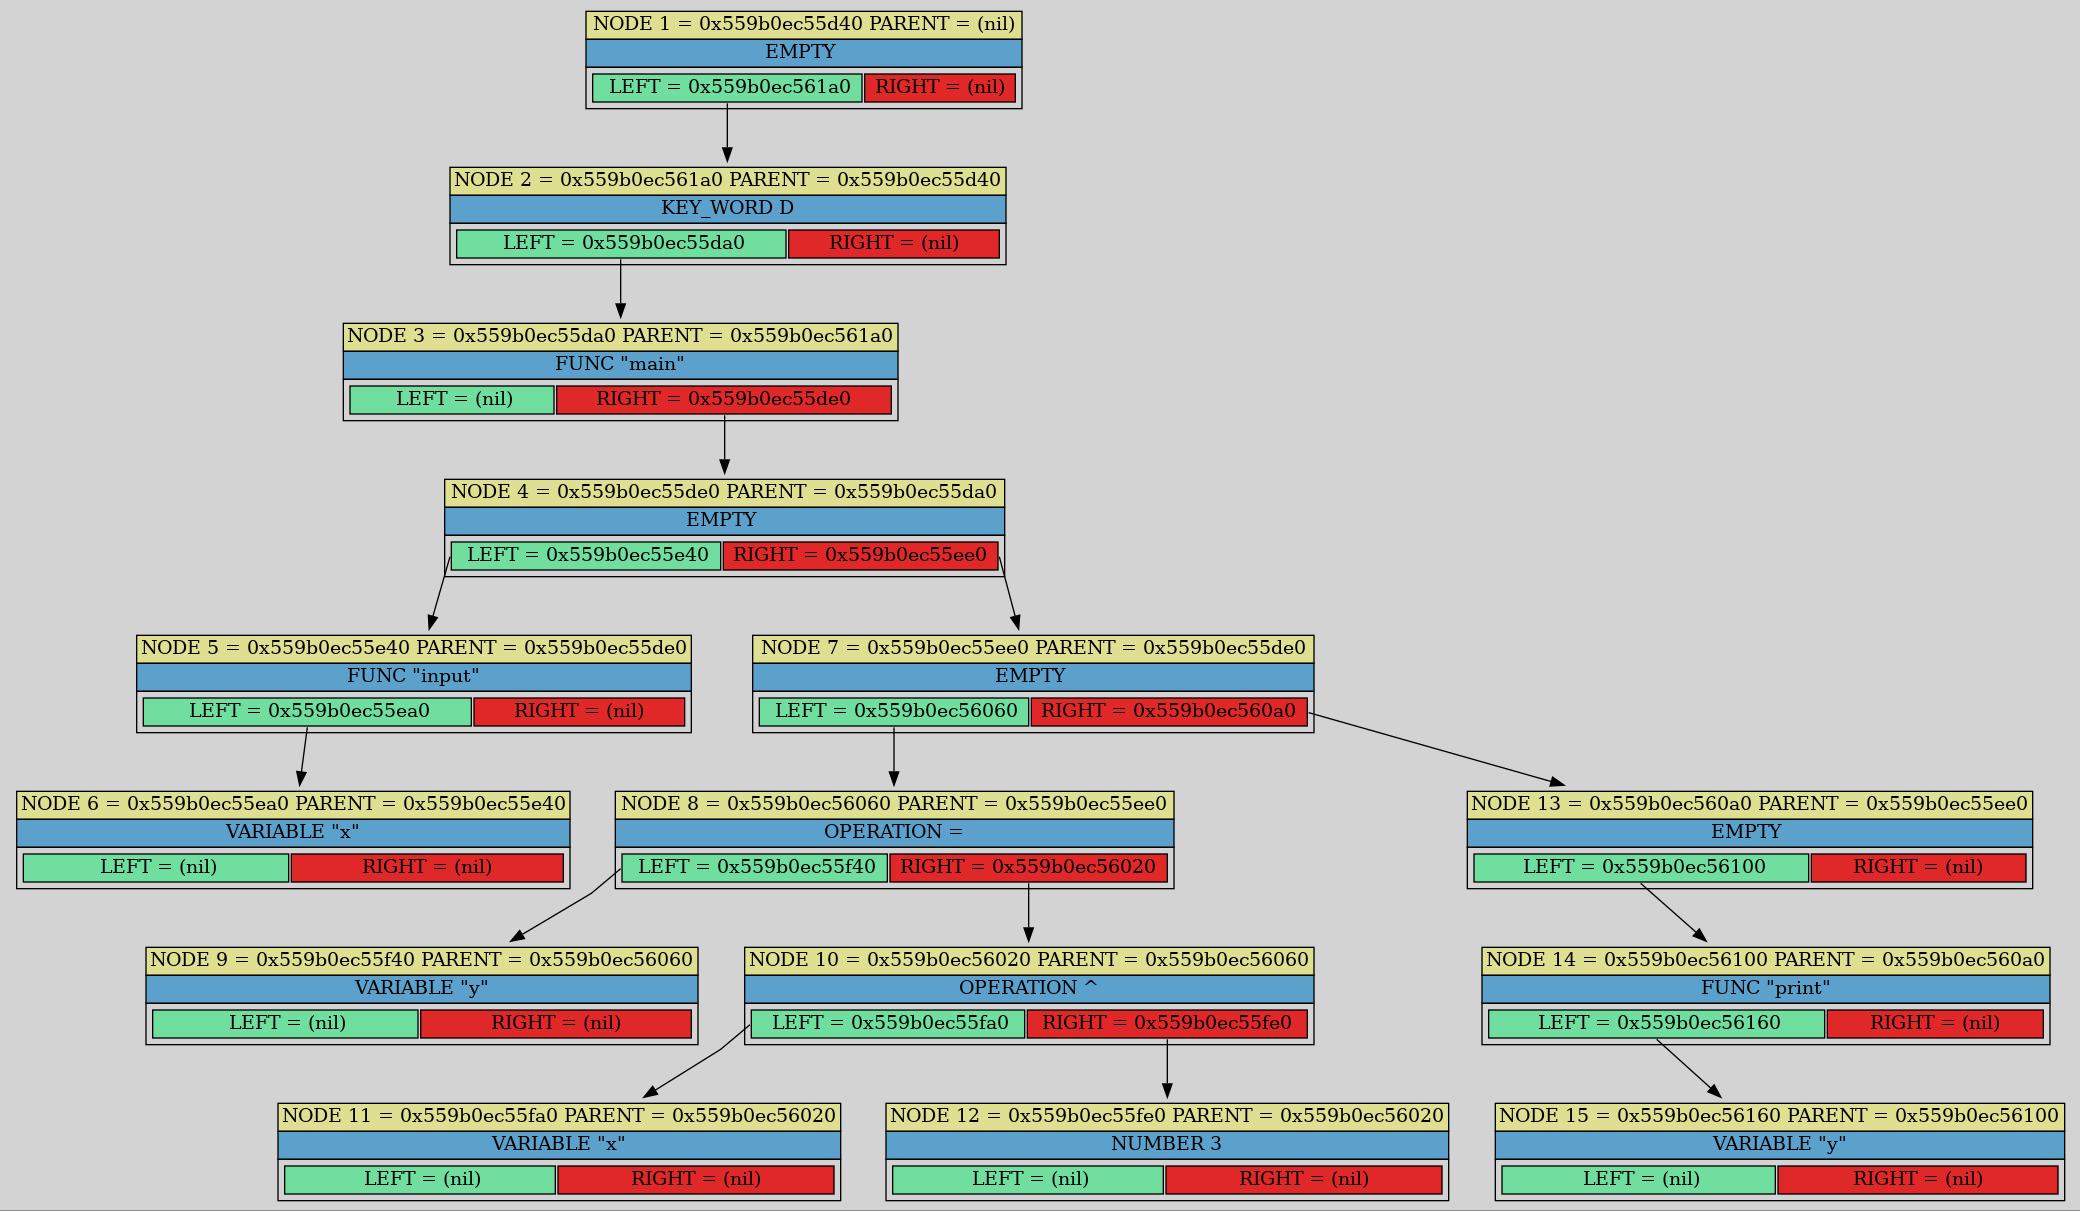 NODE 1 = 0x559b0ec55d40 PARENT = (nil)
EMPTY
LEFT = 0x559b0ec561a0 RIGHT = (nil)
NODE 2 = 0x559b0ec561a0 PARENT = 0x559b0ec55d40
KEY_WORD D
LEFT = 0x559b0ec55da0 RIGHT = (nil)
NODE 3 = 0x559b0ec55da0 PARENT = 0x559b0ec561a0
FUNC "main"
LEFT = (nil) RIGHT = 0x559b0ec55de0
NODE 4 = 0x559b0ec55de0 PARENT = 0x559b0ec55da0
EMPTY
LEFT = 0x559b0ec55e40 RIGHT = 0x559b0ec55ee0
NODE 5 = 0x559b0ec55e40 PARENT = 0x559b0ec55de0
FUNC "input"
LEFT = 0x559b0ec55ea0 RIGHT = (nil)
NODE 7 = 0x559b0ec55ee0 PARENT = 0x559b0ec55de0
EMPTY
LEFT = 0x559b0ec56060 RIGHT = 0x559b0ec560a0
NODE 6 = 0x559b0ec55ea0 PARENT = 0x559b0ec55e40
VARIABLE "x"
LEFT = (nil) RIGHT = (nil)
NODE 8 = 0x559b0ec56060 PARENT = 0x559b0ec55ee0
OPERATION =
LEFT = 0x559b0ec55f40 RIGHT = 0x559b0ec56020
NODE 13 = 0x559b0ec560a0 PARENT = 0x559b0ec55ee0
EMPTY
LEFT = 0x559b0ec56100 RIGHT = (nil)
NODE 9 = 0x559b0ec55f40 PARENT = 0x559b0ec56060
VARIABLE "y"
LEFT = (nil) RIGHT = (nil)
NODE 10 = 0x559b0ec56020 PARENT = 0x559b0ec56060
OPERATION ^
LEFT = 0x559b0ec55fa0 RIGHT = 0x559b0ec55fe0
NODE 14 = 0x559b0ec56100 PARENT = 0x559b0ec560a0
FUNC "print"
LEFT = 0x559b0ec56160 RIGHT = (nil)
NODE 11 = 0x559b0ec55fa0 PARENT = 0x559b0ec56020
VARIABLE "x"
LEFT = (nil) RIGHT = (nil)
NODE 12 = 0x559b0ec55fe0 PARENT = 0x559b0ec56020
NUMBER 3
LEFT = (nil) RIGHT = (nil)
NODE 15 = 0x559b0ec56160 PARENT = 0x559b0ec56100
VARIABLE "y"
LEFT = (nil) RIGHT = (nil)